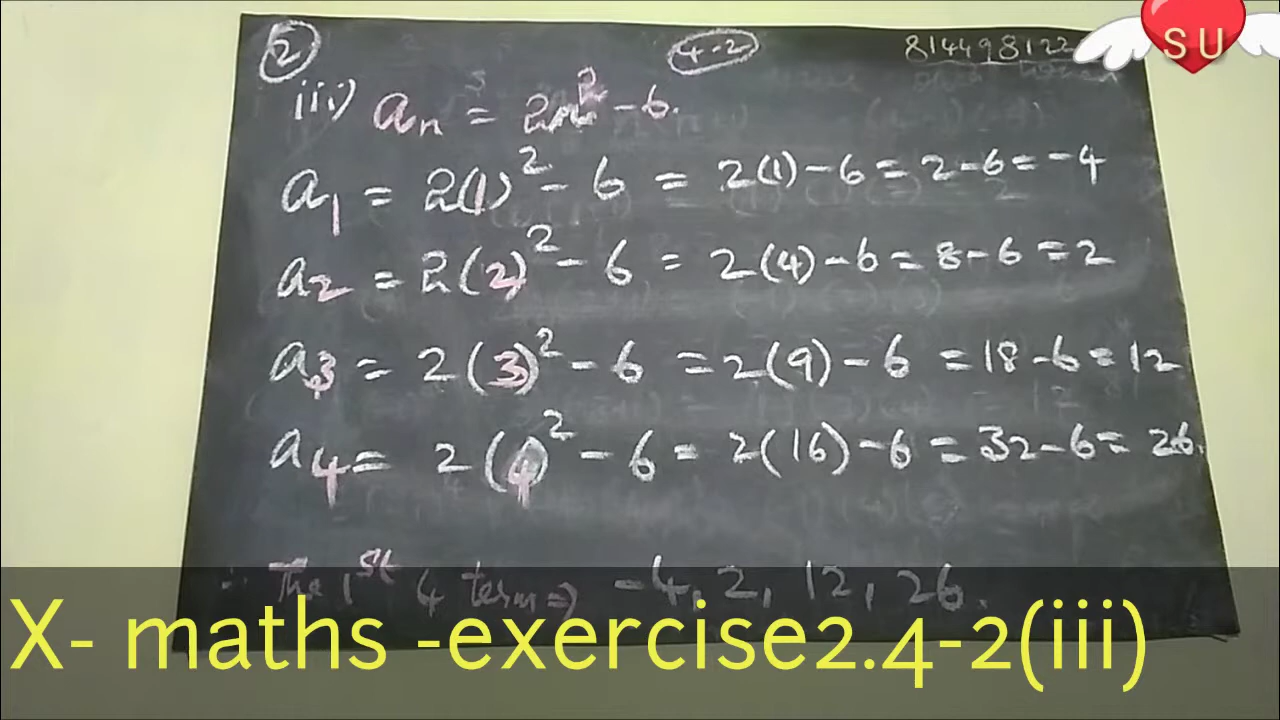 ② 4-2 814498122 S U
iii) aₙ = 2n² - 6.
a₁ = 2(1)² - 6 = 2(1) - 6 = 2 - 6 = -4
a₂ = 2(2)² - 6 = 2(4) - 6 = 8 - 6 = 2
a₃ = 2(3)² - 6 = 2(9) - 6 = 18 - 6 = 12
a₄ = 2(4)² - 6 = 2(16) - 6 = 32 - 6 = 26.
∴ The 1st 4 term ⇒ -4, 2, 12, 26.
X- maths -exercise2.4-2(iii)